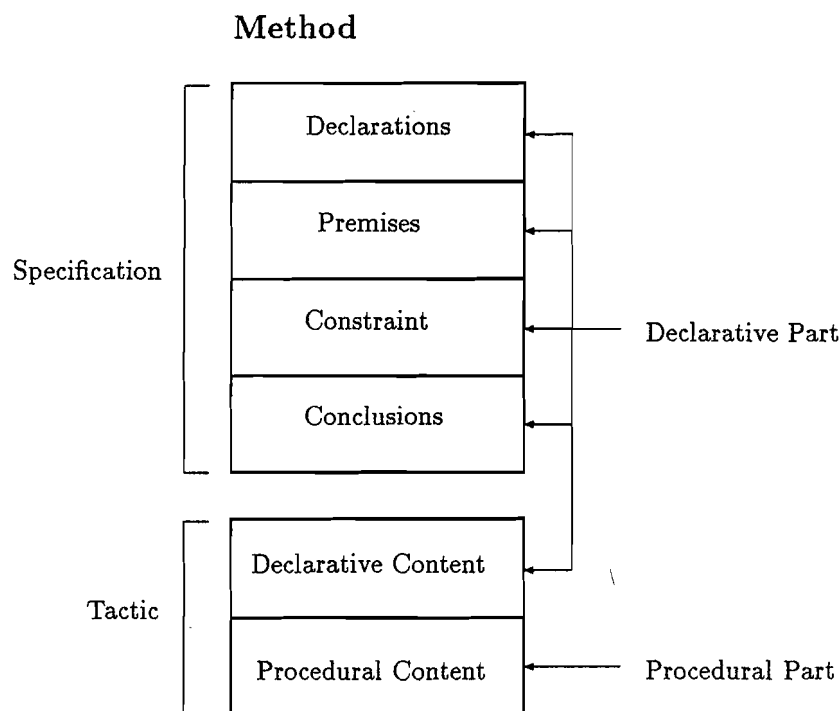 Method
Declarations
Premises
Specification
Constraint
Declarative Part
Conclusions
Declarative Content
Tactic
Procedural Content
Procedural Part